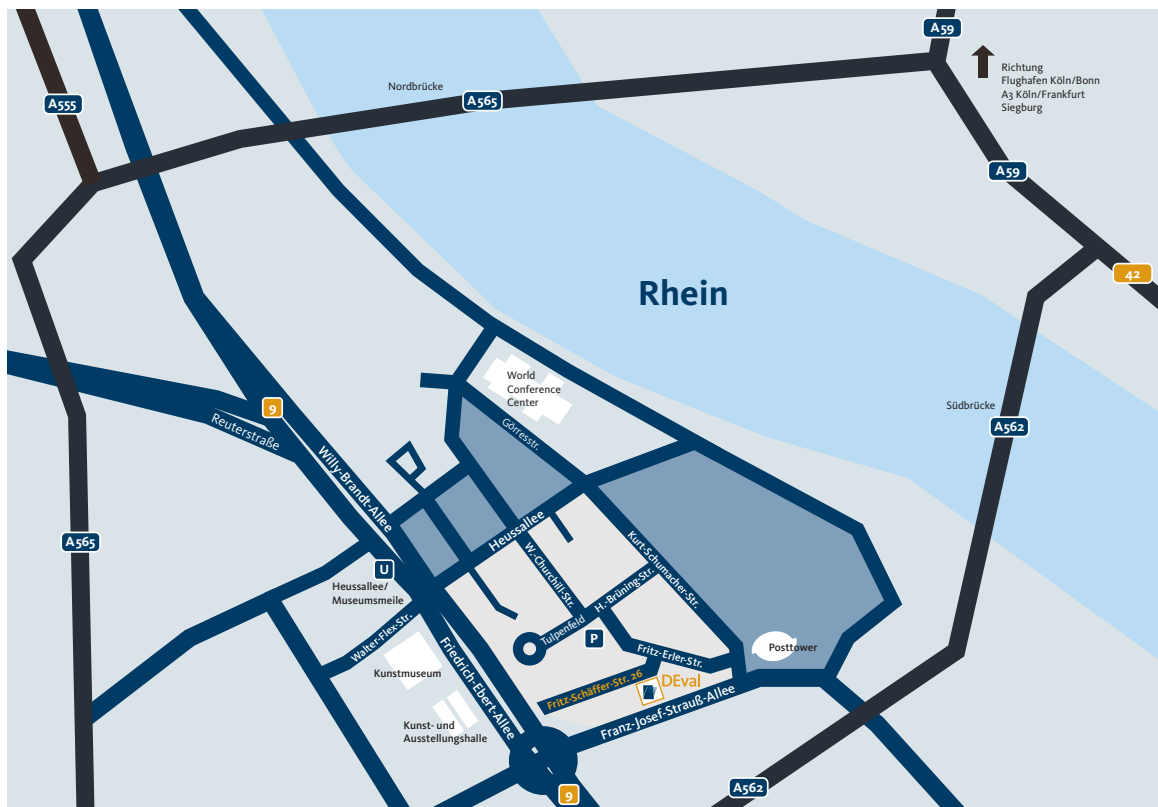 A59
Richtung
Flughafen Köln/Bonn
A3 Köln/Frankfurt
Siegburg
Nordbrücke
A555
A565
A59
42
Rhein
World
Conference
Center
Südbrücke
9
A562
Reuterstraße
Görresstr.
Willy-Brandt-Allee
Heussallee
A565
U
Heussallee/
Museumsmeile
W.-Churchill-Str.
Kurt-Schumacher-Str.
H.-Brüning-Str.
Walter-Flex-Str.
Tulpenfeld
P
Fritz-Erler-Str.
Posttower
Kunstmuseum
Friedrich-Ebert-Allee
Fritz-Schäffer-Str. 26
DEval
Kunst- und
Ausstellungshalle
Franz-Josef-Strauß-Allee
9
A562